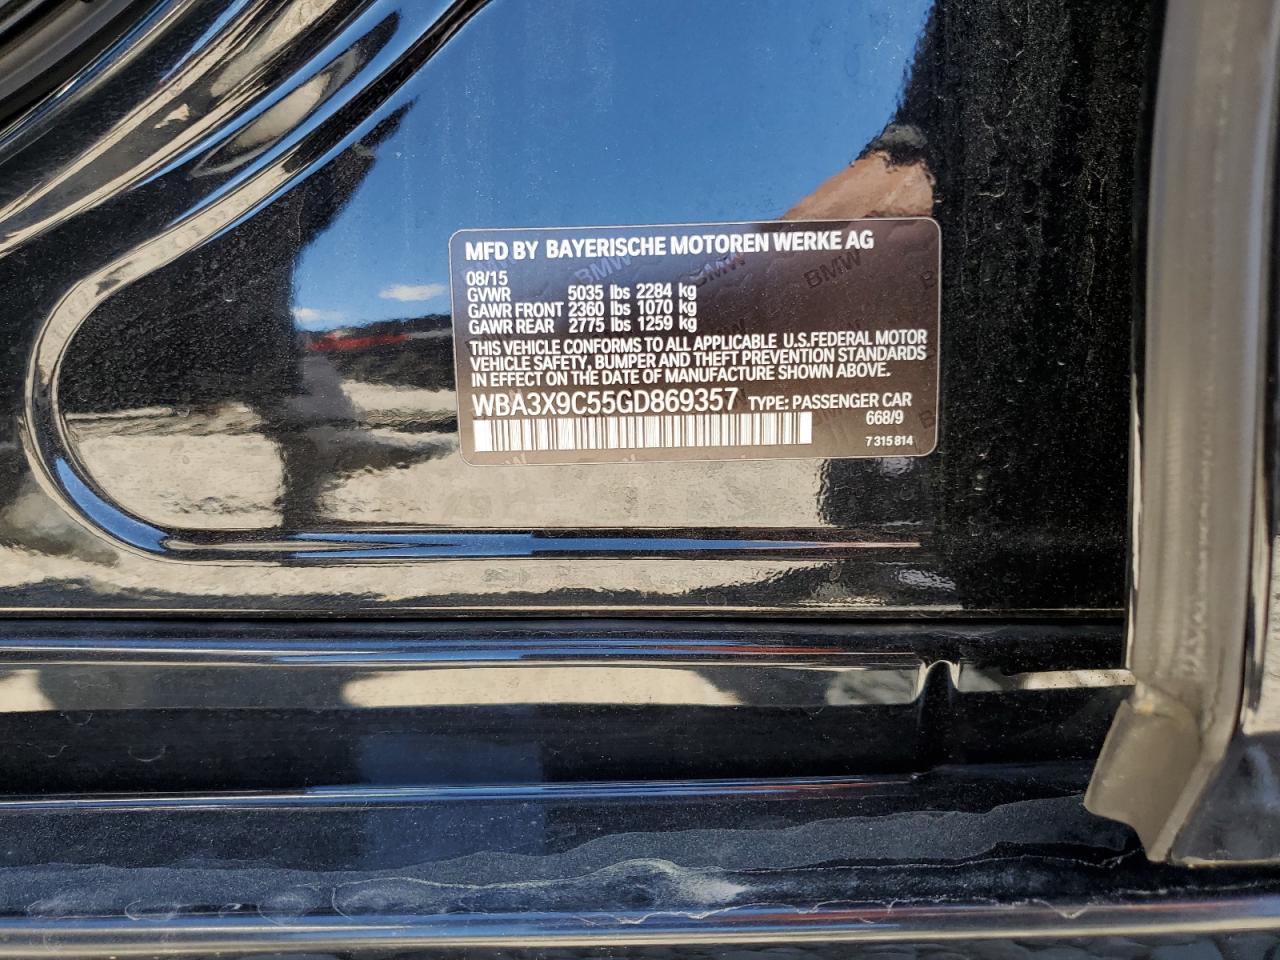 MFD BY BAYERISCHE MOTOREN WERKE AG
08/15
GVWR 5035 lbs 2284 kg
GAWR FRONT 2360 lbs 1070 kg
GAWR REAR 2775 lbs 1259 kg
THIS VEHICLE CONFORMS TO ALL APPLICABLE U.S.FEDERAL MOTOR
VEHICLE SAFETY, BUMPER AND THEFT PREVENTION STANDARDS
IN EFFECT ON THE DATE OF MANUFACTURE SHOWN ABOVE.
WBA3X9C55GD869357 TYPE: PASSENGER CAR
668/9
7 315 814